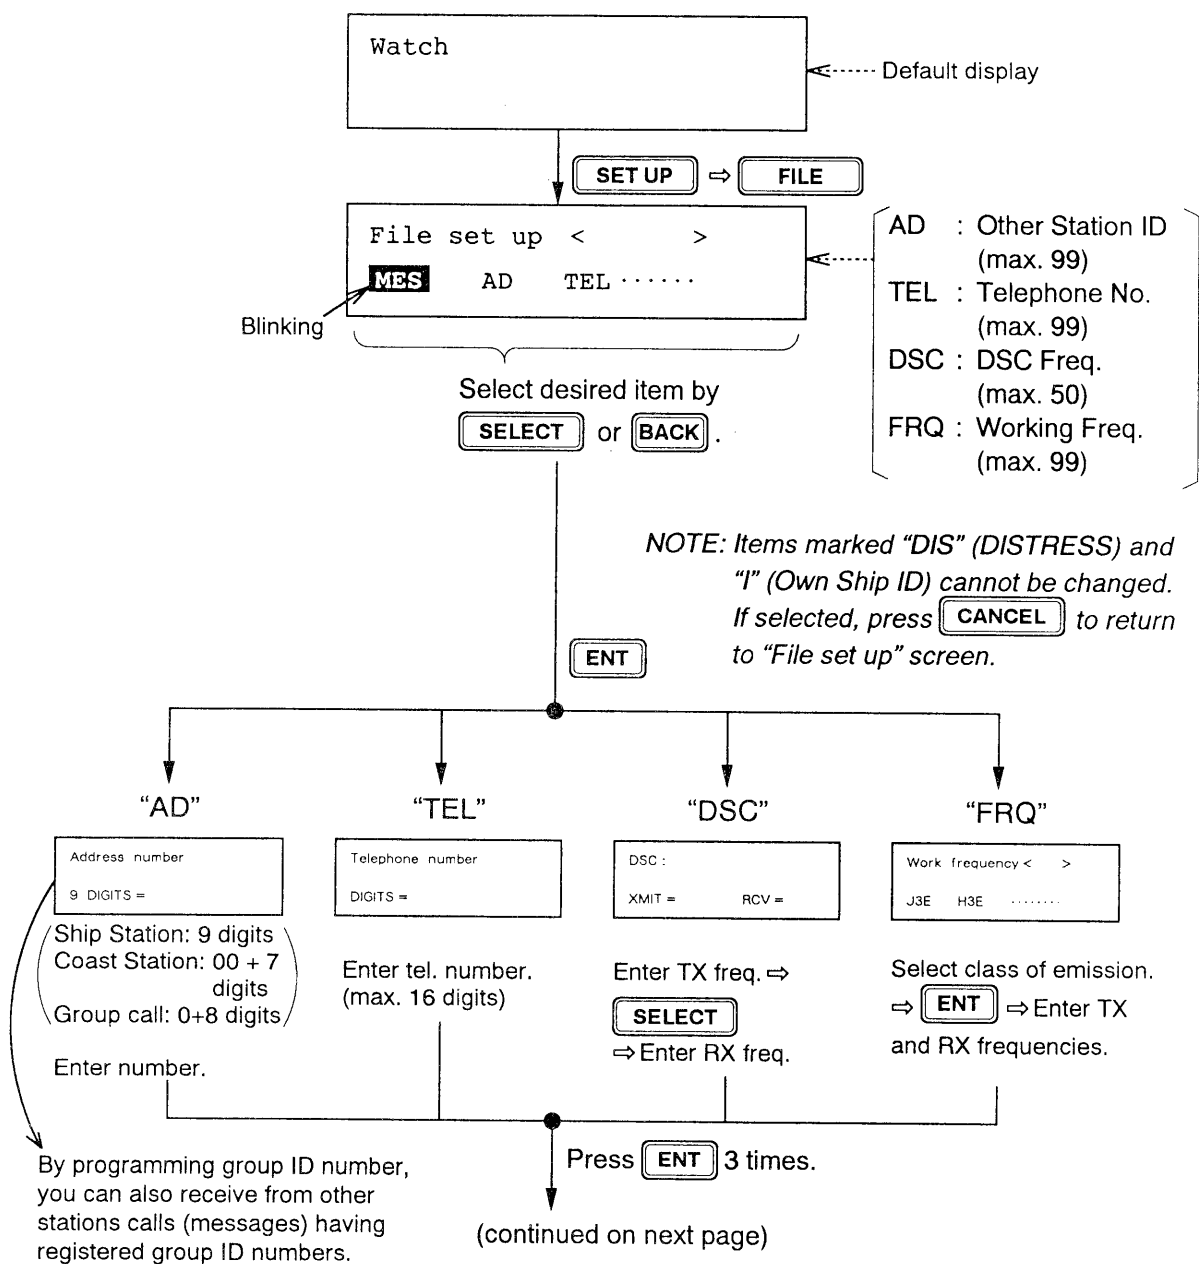 Watch
Default display
SET UP ⇨ FILE
File set up < >
MES AD TEL ······
Blinking
AD : Other Station ID
(max. 99)
TEL : Telephone No.
(max. 99)
DSC : DSC Freq.
(max. 50)
FRQ : Working Freq.
(max. 99)
Select desired item by
SELECT or BACK .
NOTE: Items marked "DIS" (DISTRESS) and
"I" (Own Ship ID) cannot be changed.
If selected, press CANCEL to return
to "File set up" screen.
ENT
"AD"
Address number
9 DIGITS =
(Ship Station: 9 digits
Coast Station: 00 + 7
digits
Group call: 0+8 digits)
Enter number.
"TEL"
Telephone number
DIGITS =
Enter tel. number.
(max. 16 digits)
"DSC"
DSC :
XMIT = RCV =
Enter TX freq. ⇨
SELECT
⇨ Enter RX freq.
"FRQ"
Work frequency < >
J3E H3E ········
Select class of emission.
⇨ ENT ⇨ Enter TX
and RX frequencies.
Press ENT 3 times.
By programming group ID number,
you can also receive from other
stations calls (messages) having
registered group ID numbers.
(continued on next page)